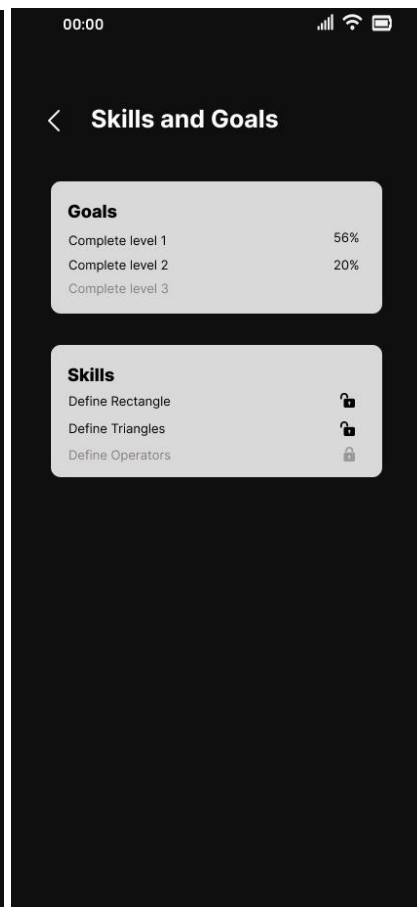 00:00
Skills and Goals
Goals
Complete level 1 56%
Complete level 2 20%
Complete level 3
Skills
Define Rectangle
Define Triangles
Define Operators